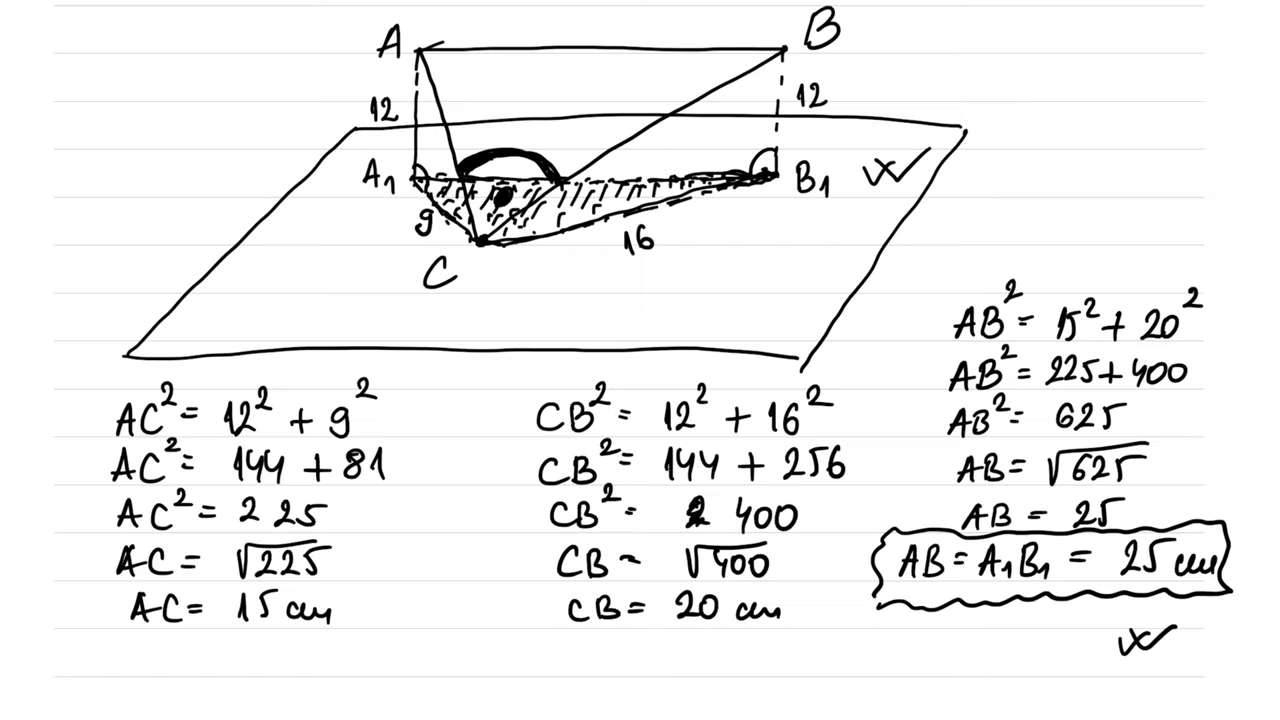 A B
12 12
A₁ B₁
9 16
C
AC² = 12² + 9²
AC² = 144 + 81
AC² = 225
AC = √225
AC = 15 cm
CB² = 12² + 16²
CB² = 144 + 256
CB² = 400
CB = √400
CB = 20 cm
AB² = 15² + 20²
AB² = 225 + 400
AB² = 625
AB = √625
AB = 25
AB = A₁B₁ = 25 cm